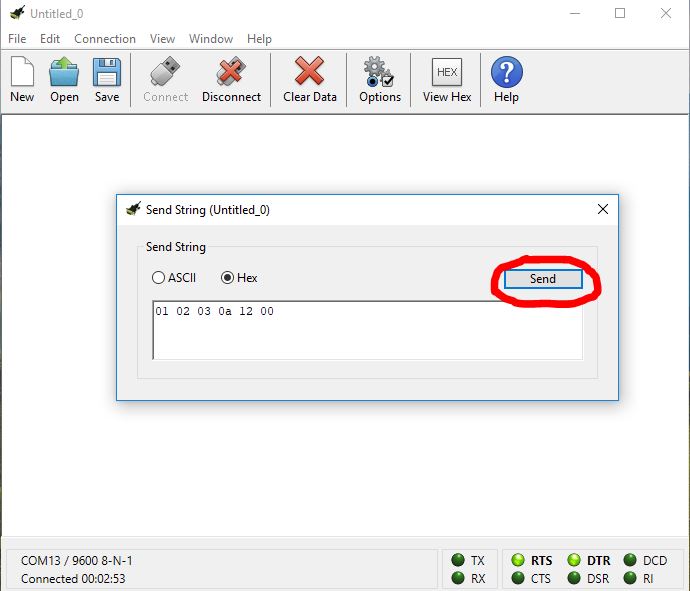 Untitled_0
File Edit Connection View Window Help
HEX
New Open Save Connect Disconnect Clear Data Options View Hex Help
Send String (Untitled_0)
Send String
ASCII Hex Send
01 02 03 0a 12 00
COM13 / 9600 8-N-1 TX RTS DTR DCD
Connected 00:02:53 RX CTS DSR RI